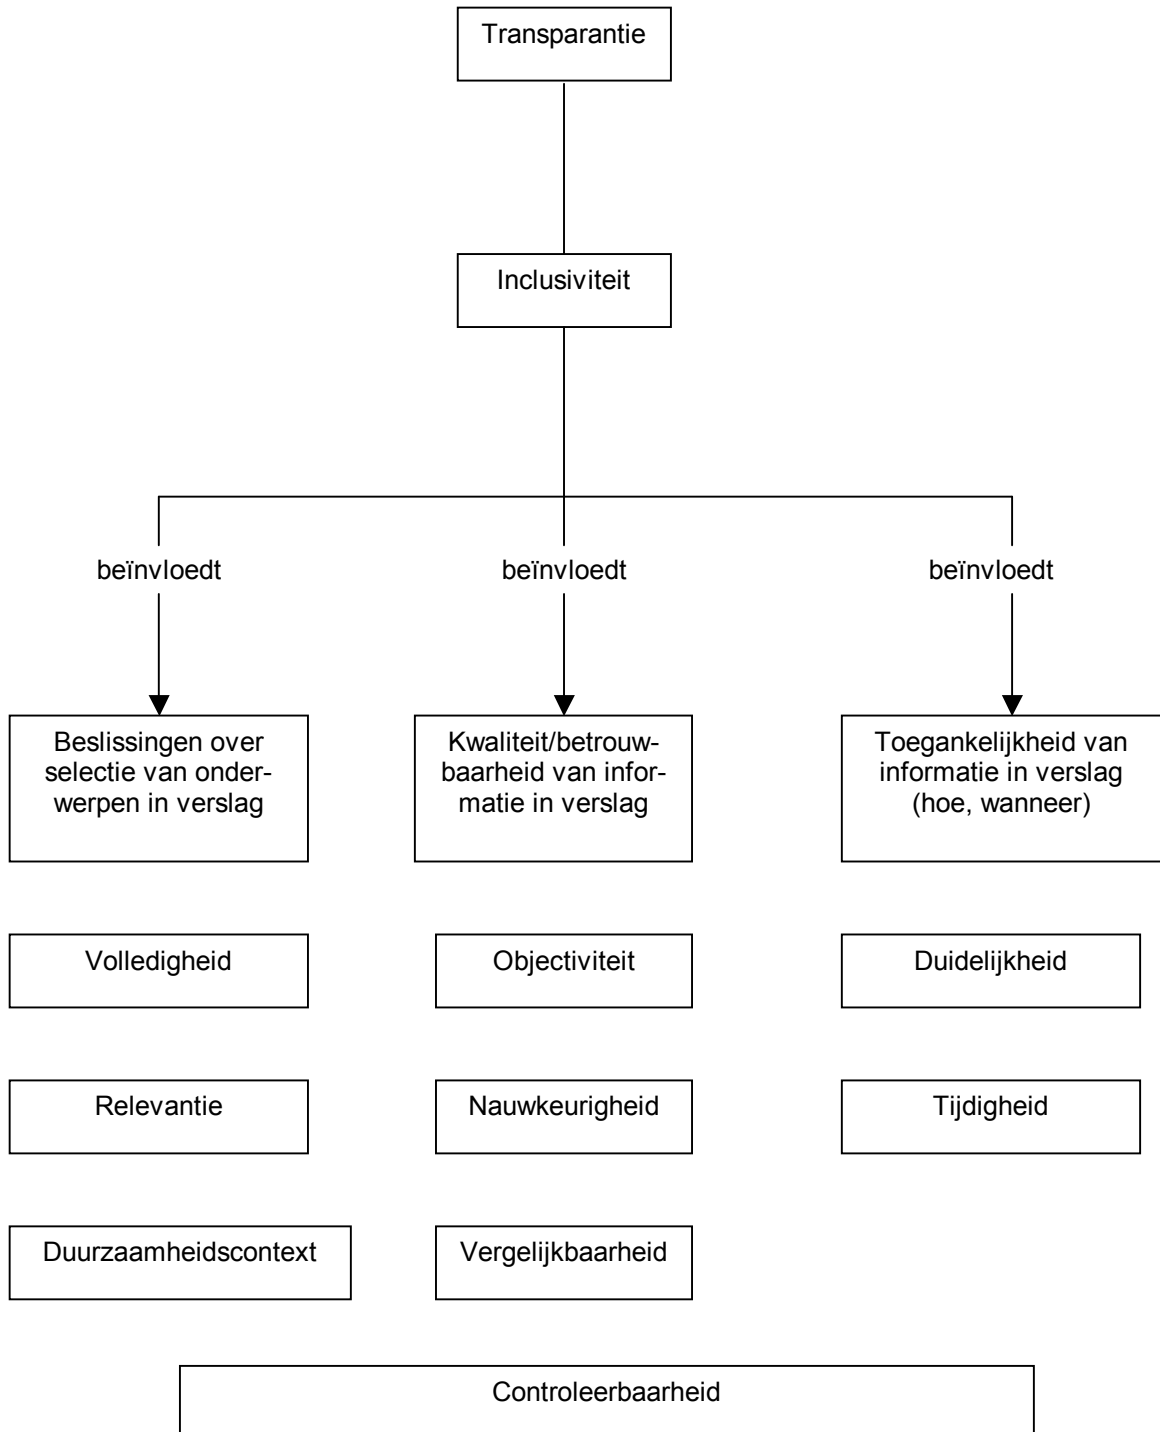 Transparantie
Inclusiviteit
beïnvloedt
beïnvloedt
beïnvloedt
Beslissingen over
selectie van onder-
werpen in verslag
Kwaliteit/betrouw-
baarheid van infor-
matie in verslag
Toegankelijkheid van
informatie in verslag
(hoe, wanneer)
Volledigheid
Objectiviteit
Duidelijkheid
Relevantie
Nauwkeurigheid
Tijdigheid
Duurzaamheidscontext
Vergelijkbaarheid
Controleerbaarheid